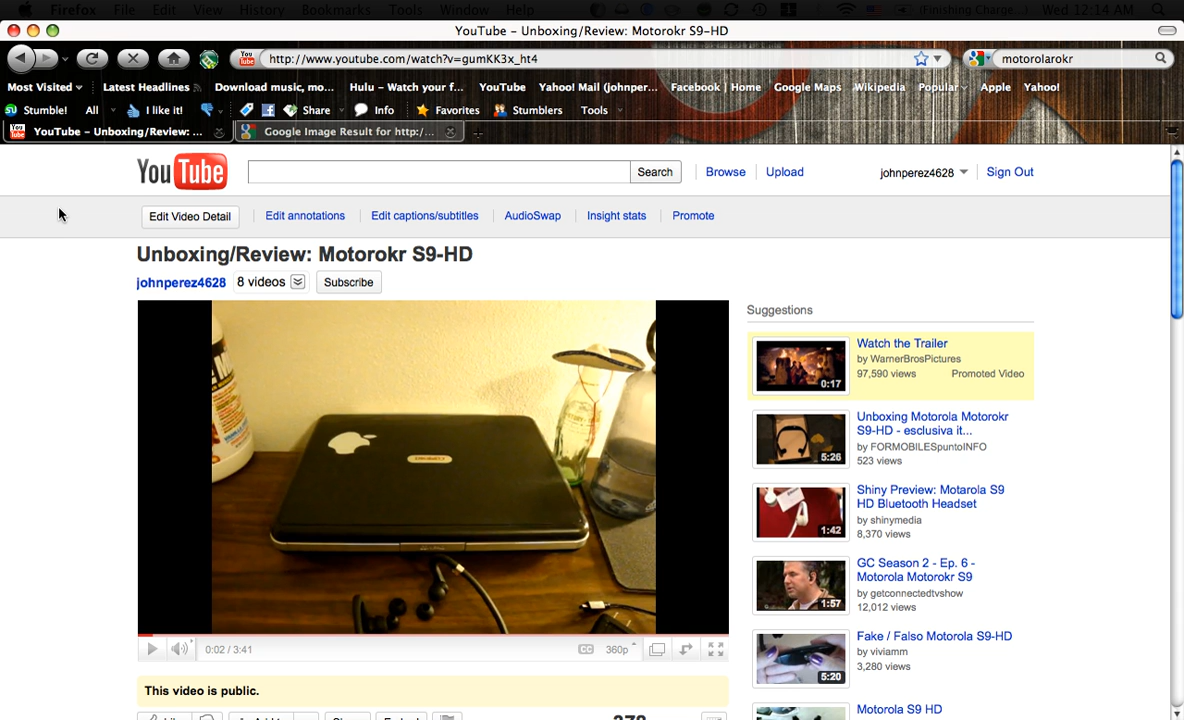 Firefox File Edit View History Bookmarks Tools Window Help (Finishing Charge... Wed 12:14 AM
YouTube - Unboxing/Review: Motorokr S9-HD
http://www.youtube.com/watch?v=gumKK3x_ht4 motorolarokr
Most Visited Latest Headlines Download music, mo... Hulu - Watch your f... YouTube Yahoo! Mail (johnper... Facebook | Home Google Maps Wikipedia Popular Apple Yahoo!
Stumble! All I like it! Share Info Favorites Stumblers Tools
YouTube - Unboxing/Review: ... Google Image Result for http:/...
YouTube Search Browse Upload johnperez4628 Sign Out
Edit Video Detail Edit annotations Edit captions/subtitles AudioSwap Insight stats Promote
Unboxing/Review: Motorokr S9-HD
johnperez4628 8 videos Subscribe
0:02 / 3:41 CC 360p
This video is public.
Suggestions
Watch the Trailer
by WarnerBrosPictures
97,590 views Promoted Video
0:17
Unboxing Motorola Motorokr
S9-HD - esclusiva it...
by FORMOBILESpuntoINFO
523 views
5:26
Shiny Preview: Motarola S9
HD Bluetooth Headset
by shinymedia
8,370 views
1:42
GC Season 2 - Ep. 6 -
Motorola Motorokr S9
by getconnectedtvshow
12,012 views
1:57
Fake / Falso Motorola S9-HD
by viviamm
3,280 views
5:20
Motorola S9 HD